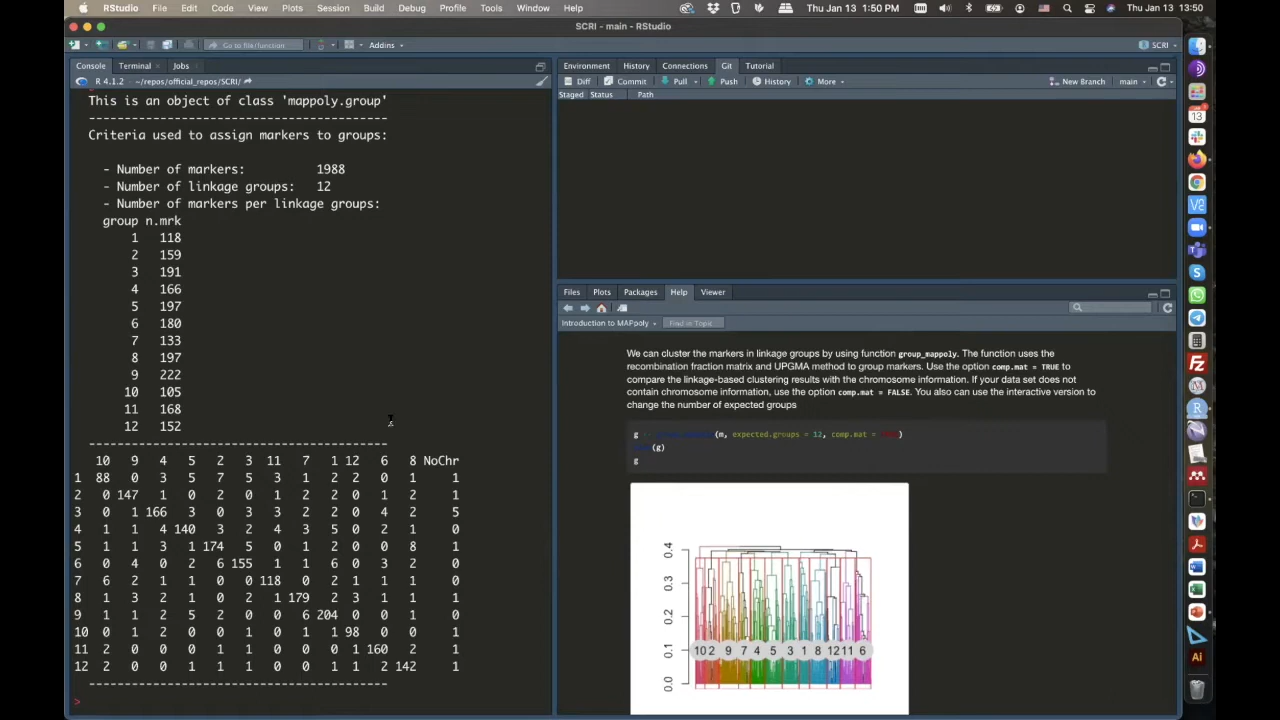 RStudio File Edit Code View Plots Session Build Debug Profile Tools Window Help Thu Jan 13 1:50 PM Thu Jan 13 13:50
SCRI - main - RStudio
Go to file/function Addins SCRI
Console Terminal Jobs
R 4.1.2 · ~/repos/official_repos/SCRI/
This is an object of class 'mappoly.group'
------------------------------------------
Criteria used to assign markers to groups:
- Number of markers: 1988
- Number of linkage groups: 12
- Number of markers per linkage groups:
group n.mrk
1 118
2 159
3 191
4 166
5 197
6 180
7 133
8 197
9 222
10 105
11 168
12 152
------------------------------------------
10 9 4 5 2 3 11 7 1 12 6 8 NoChr
1 88 0 3 5 7 5 3 1 2 2 0 1 1
2 0 147 1 0 2 0 1 2 2 0 1 2 1
3 0 1 166 3 0 3 3 2 2 0 4 2 5
4 1 1 4 140 3 2 4 3 5 0 2 1 0
5 1 1 3 1 174 5 0 1 2 0 0 8 1
6 0 4 0 2 6 155 1 1 6 0 3 2 0
7 6 2 1 1 0 1 118 0 2 1 1 1 0
8 1 3 2 1 0 2 1 179 2 3 1 1 1
9 1 1 2 5 2 0 0 6 204 0 0 1 0
10 0 1 2 0 0 1 0 1 1 98 0 0 1
11 2 0 0 0 1 1 0 0 0 1 160 2 1
12 2 0 0 1 1 1 0 0 1 1 2 142 1
------------------------------------------
>
Environment History Connections Git Tutorial
Diff Commit Pull Push History More New Branch main
Staged Status Path
Files Plots Packages Help Viewer
Introduction to MAPpoly Find in Topic
We can cluster the markers in linkage groups by using function group_mappoly. The function uses the
recombination fraction matrix and UPGMA method to group markers. Use the option comp.mat = TRUE to
compare the linkage-based clustering results with the chromosome information. If your data set does not
contain chromosome information, use the option comp.mat = FALSE. You also can use the interactive version to
change the number of expected groups
g (m, expected.groups = 12, comp.mat = )
(g)
g
0.4
0.3
0.2
0.1
0.0
10 2 9 7 4 5 3 1 8 12 11 6
13
Fz
Ai